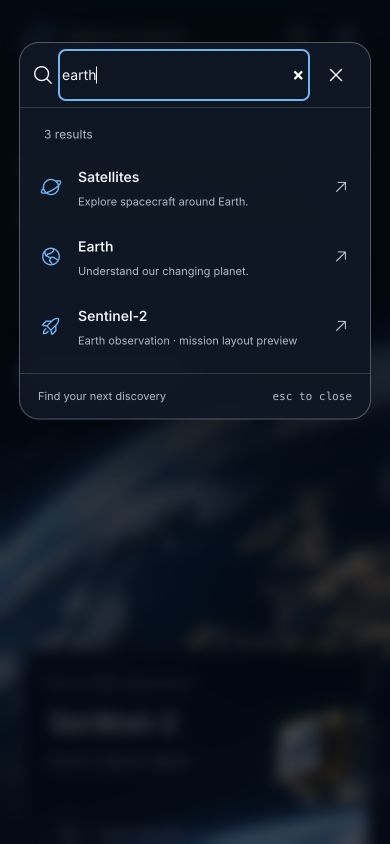 earth
3 results
Satellites
Explore spacecraft around Earth.
Earth
Understand our changing planet.
Sentinel-2
Earth observation · mission layout preview
Find your next discovery
esc to close